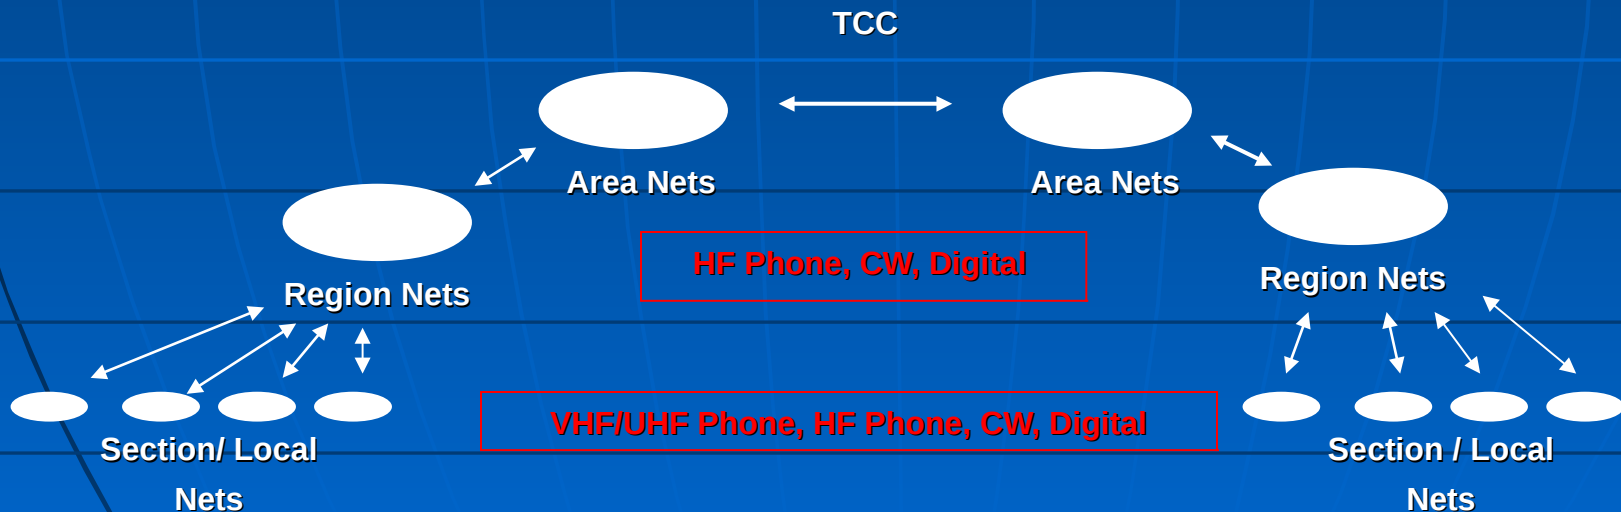 TCC
Area Nets
Area Nets
HF Phone, CW, Digital
Region Nets
Region Nets
VHF/UHF Phone, HF Phone, CW, Digital
Section/ Local
Nets
Section / Local
Nets